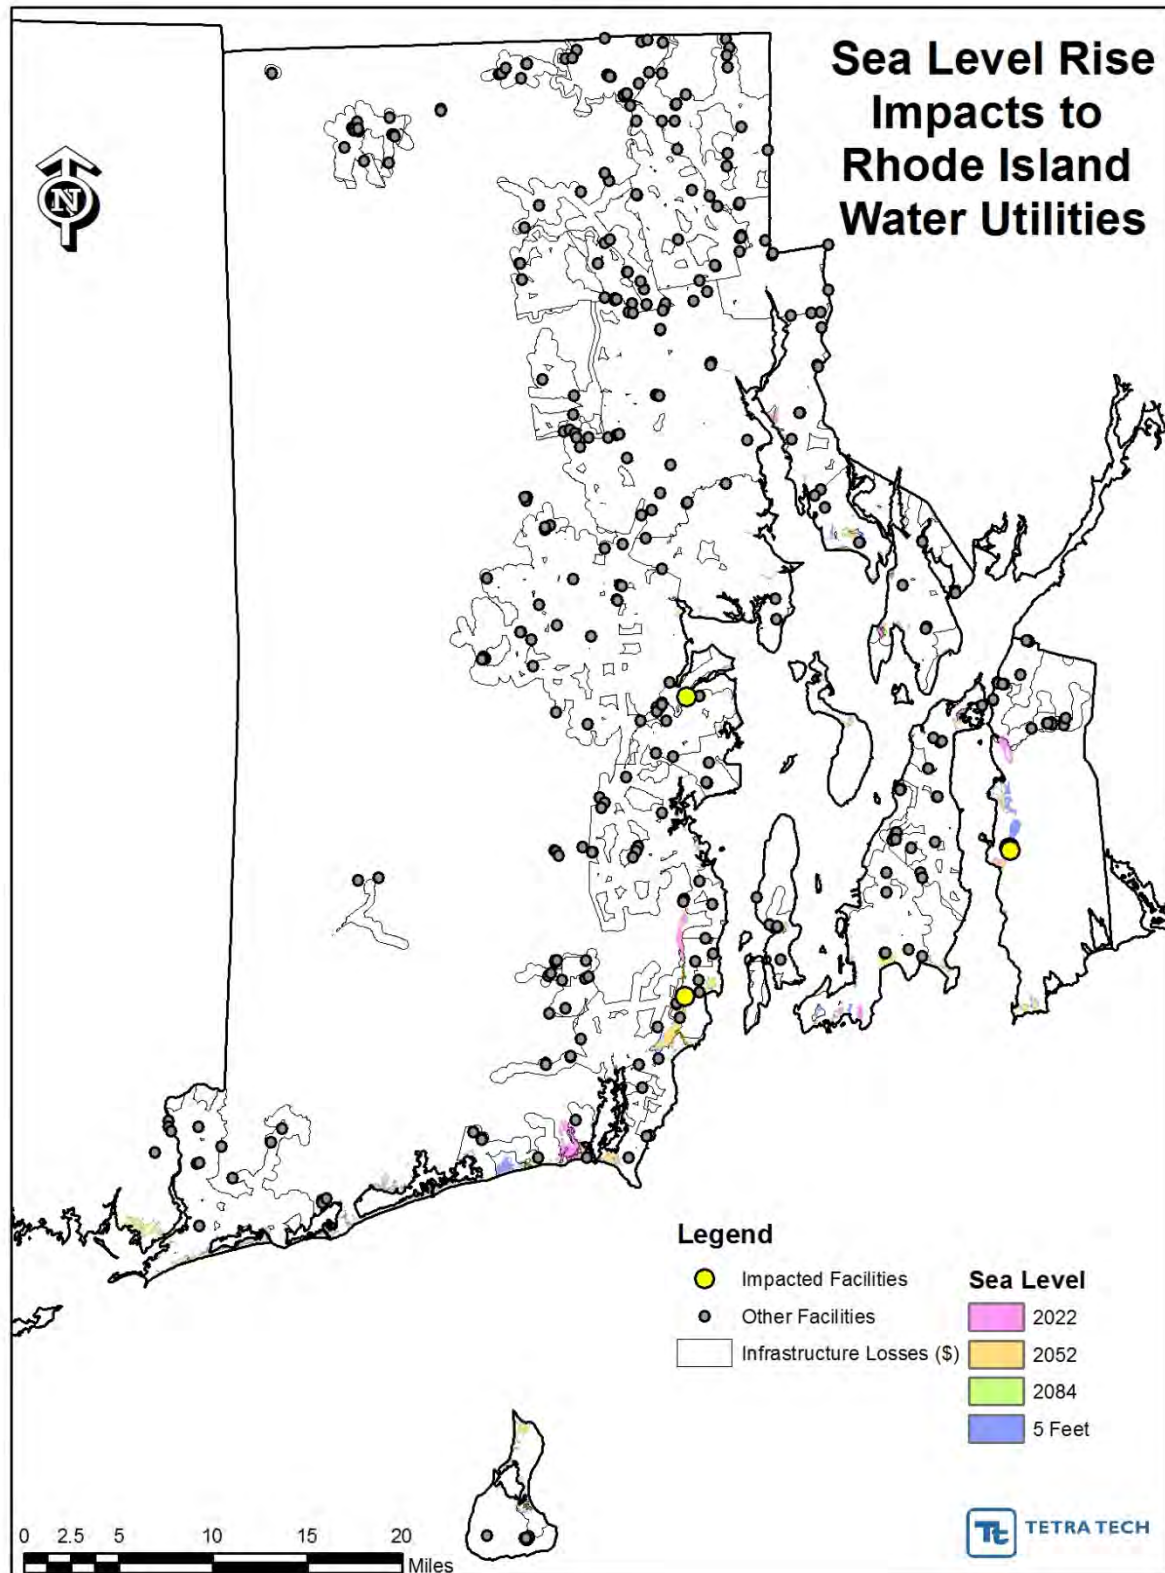 Sea Level Rise
Impacts to
Rhode Island
Water Utilities
N
Legend
Impacted Facilities
Other Facilities
Infrastructure Losses ($)
Sea Level
2022
2052
2084
5 Feet
0 2.5 5 10 15 20
Miles
Tt TETRA TECH